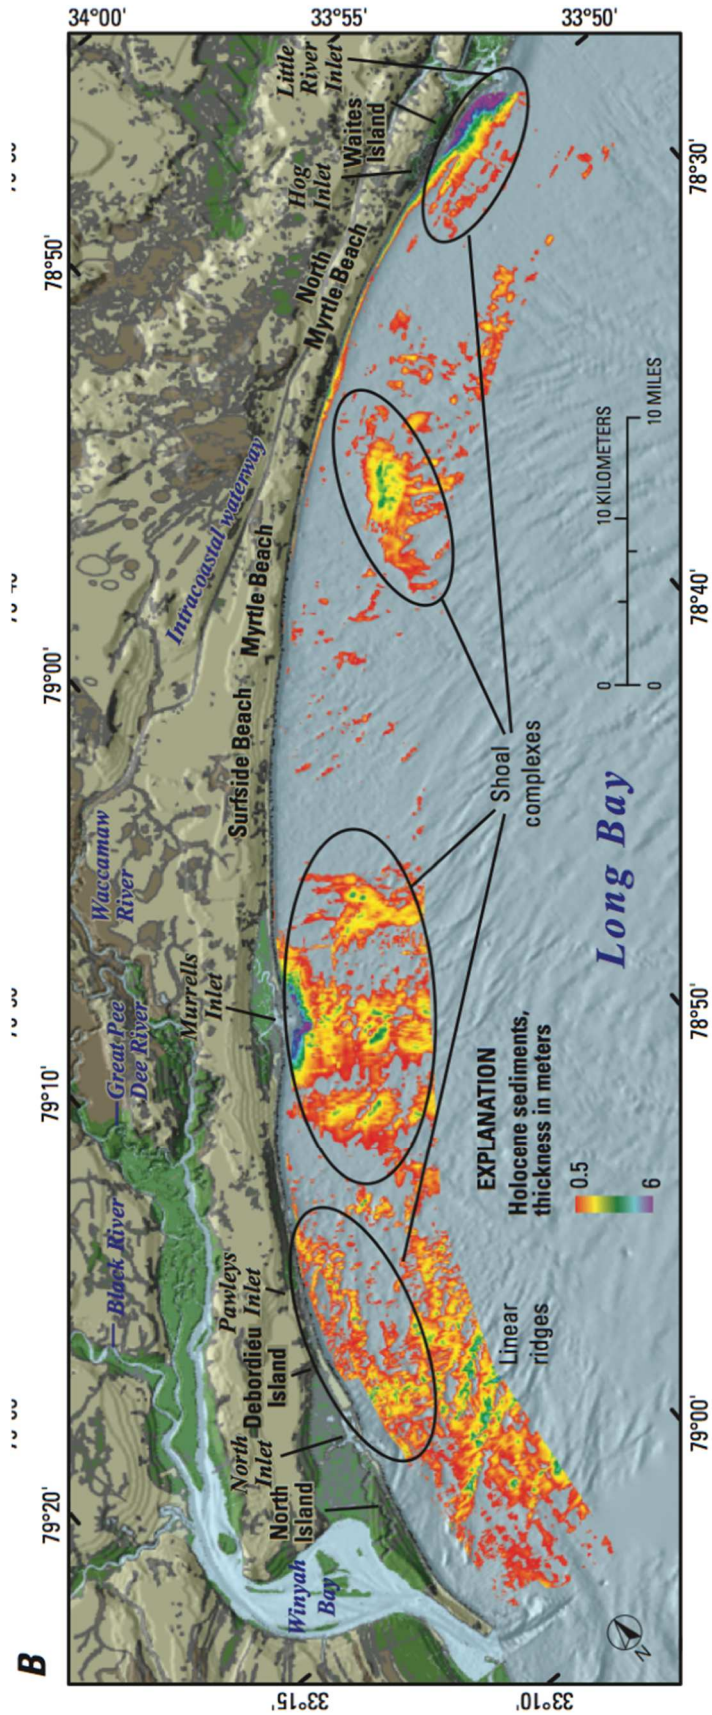 B
79°20'
79°10'
79°00'
78°50'
34°00'
Black River
Great Pee
Dee River
Waccamaw
River
Intracoastal waterway
Murrells
Inlet
Surfside Beach
Myrtle Beach
North
Myrtle Beach
Hog
Inlet
Waites
Island
Little
River
Inlet
North
Inlet
Debordieu
Island
Pawleys
Inlet
North
Island
Winyah
Bay
33°15'
33°55'
EXPLANATION
Holocene sediments,
thickness in meters
0.5
6
Shoal
complexes
Linear
ridges
Long Bay
0
10 KILOMETERS
0
10 MILES
N
33°10'
33°50'
79°00'
78°50'
78°40'
78°30'